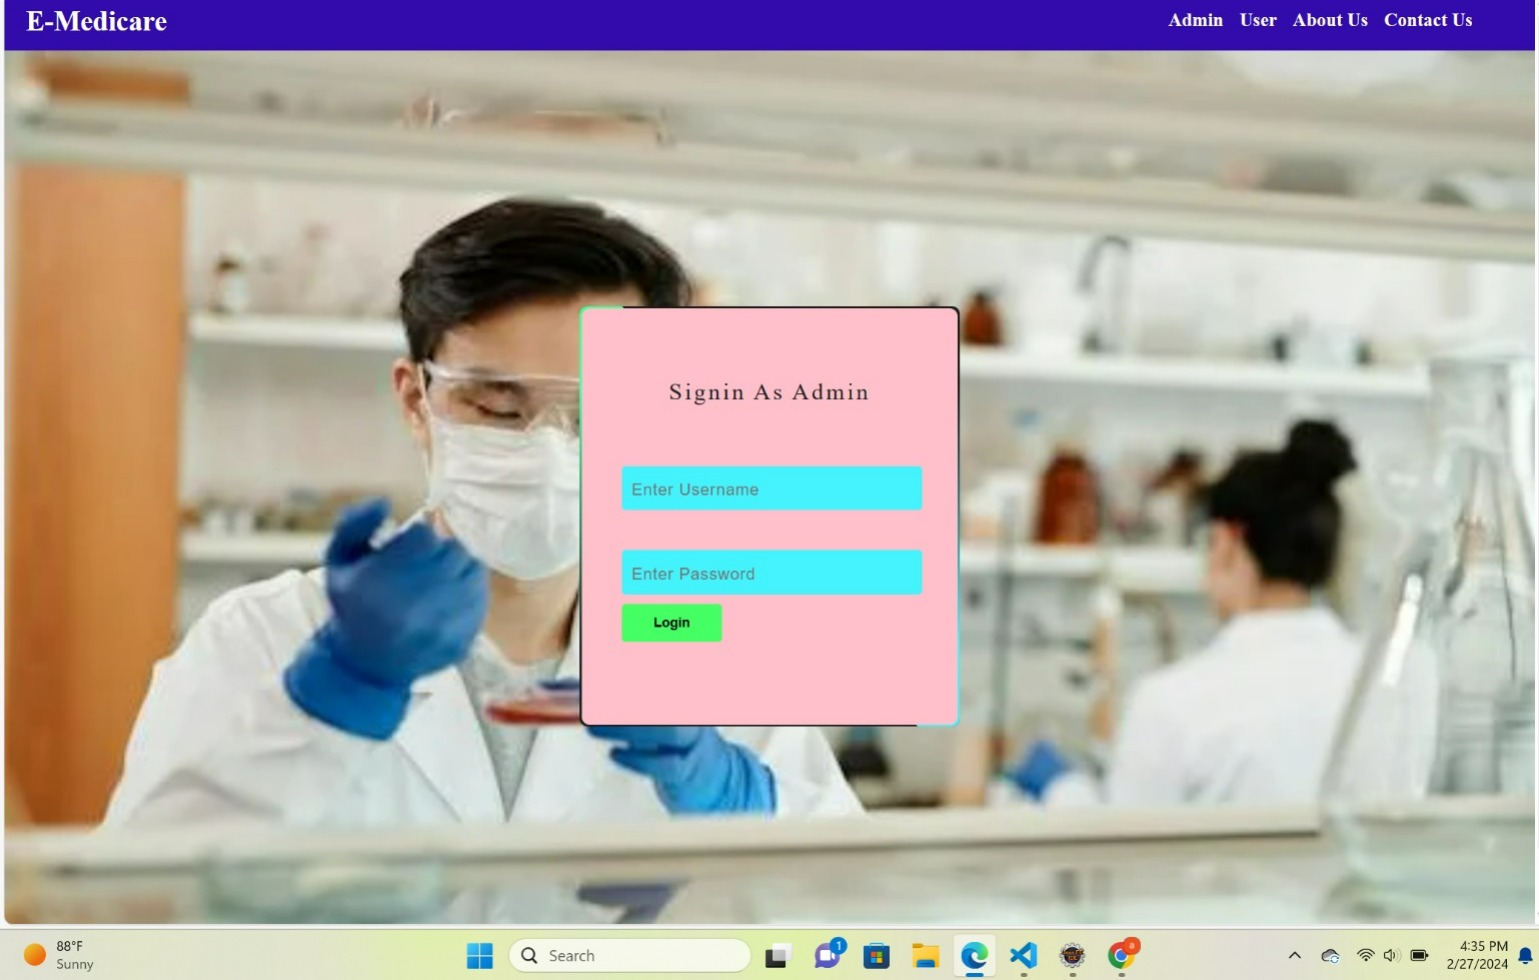 E-Medicare
Admin User About Us Contact Us
Signin As Admin
Enter Username
Enter Password
Login
88°F
Sunny
Search
1
4:35 PM
2/27/2024